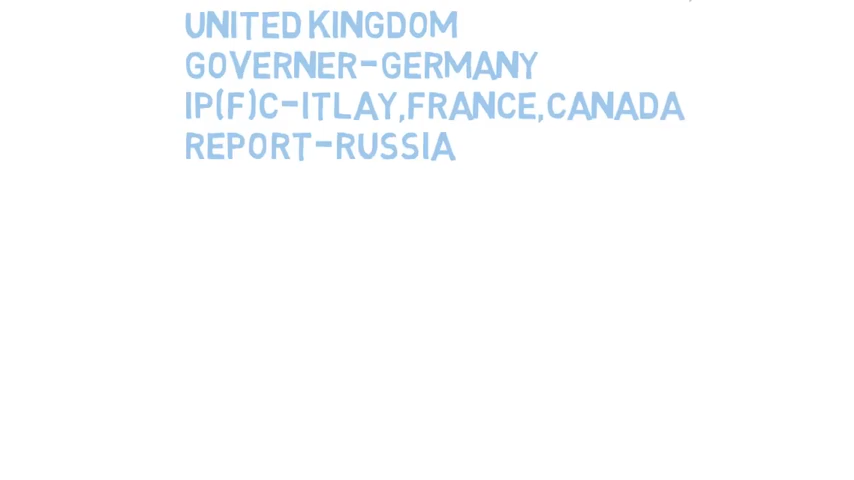 UNITED KINGDOM
GOVERNER-GERMANY
IP(F)C-ITLAY,FRANCE,CANADA
REPORT-RUSSIA